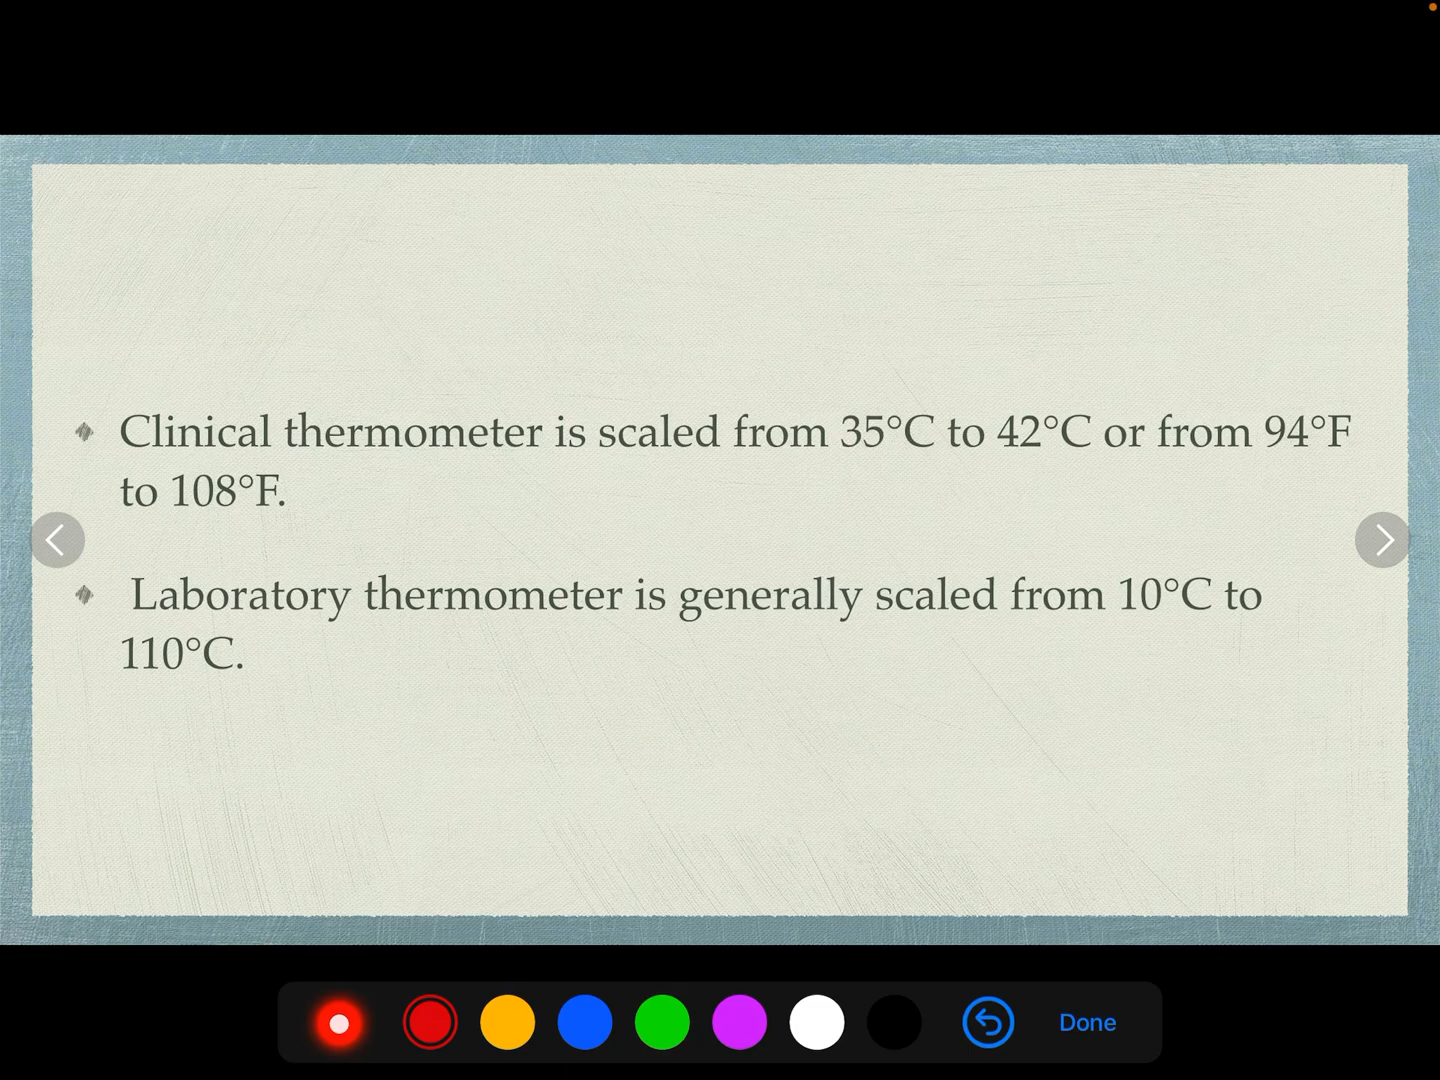 Clinical thermometer is scaled from 35°C to 42°C or from 94°F
to 108°F.
Laboratory thermometer is generally scaled from 10°C to
110°C.
Done